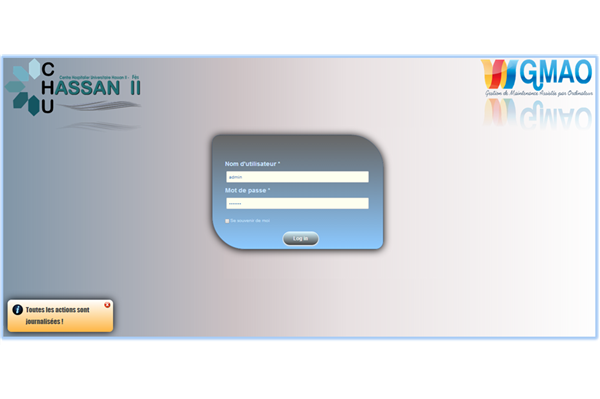 CHU
HASSAN II
Centre Hospitalier Universitaire Hassan II - Fès
GMAO
Gestion de Maintenance Assistée par Ordinateur
Nom d'utilisateur *
admin
Mot de passe *
••••••••
Se souvenir de moi
Log in
Toutes les actions sont
journalisées !